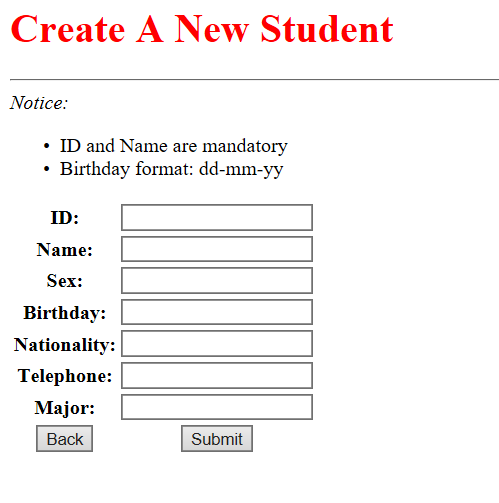 Create A New Student
Notice:
• ID and Name are mandatory
• Birthday format: dd-mm-yy
ID:
Name:
Sex:
Birthday:
Nationality:
Telephone:
Major:
Back Submit